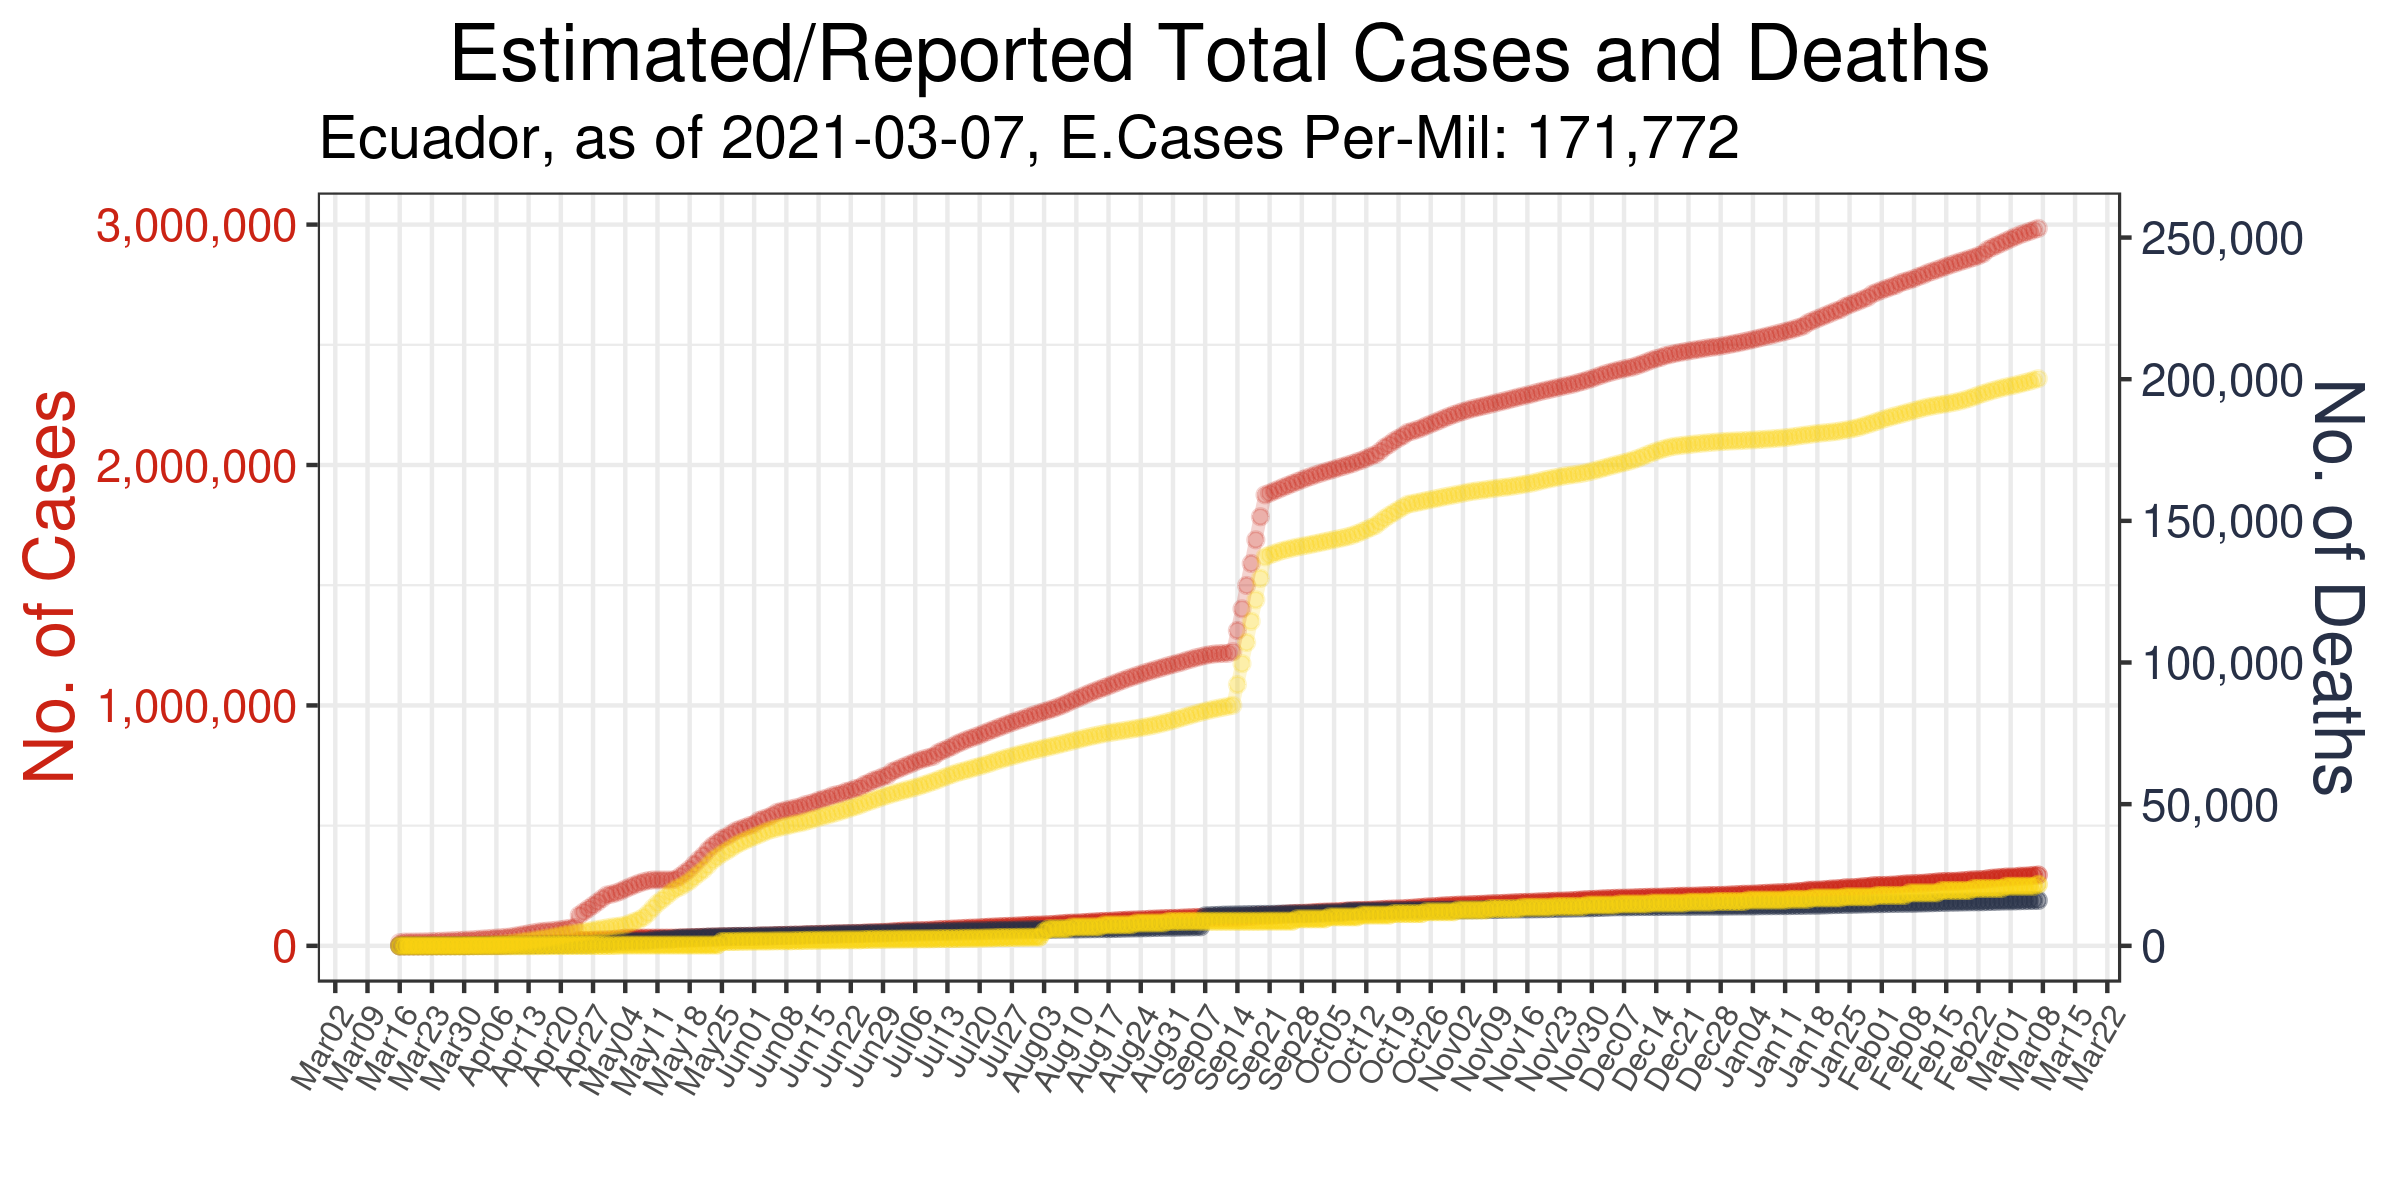 Estimated/Reported Total Cases and Deaths
Ecuador, as of 2021-03-07, E.Cases Per-Mil: 171,772
No. of Cases
3,000,000
2,000,000
1,000,000
0
250,000
200,000
150,000
100,000
50,000
0
No. of Deaths
Mar02
Mar09
Mar16
Mar23
Mar30
Apr06
Apr13
Apr20
Apr27
May04
May11
May18
May25
Jun01
Jun08
Jun15
Jun22
Jun29
Jul06
Jul13
Jul20
Jul27
Aug03
Aug10
Aug17
Aug24
Aug31
Sep07
Sep14
Sep21
Sep28
Oct05
Oct12
Oct19
Oct26
Nov02
Nov09
Nov16
Nov23
Nov30
Dec07
Dec14
Dec21
Dec28
Jan04
Jan11
Jan18
Jan25
Feb01
Feb08
Feb15
Feb22
Mar01
Mar08
Mar15
Mar22